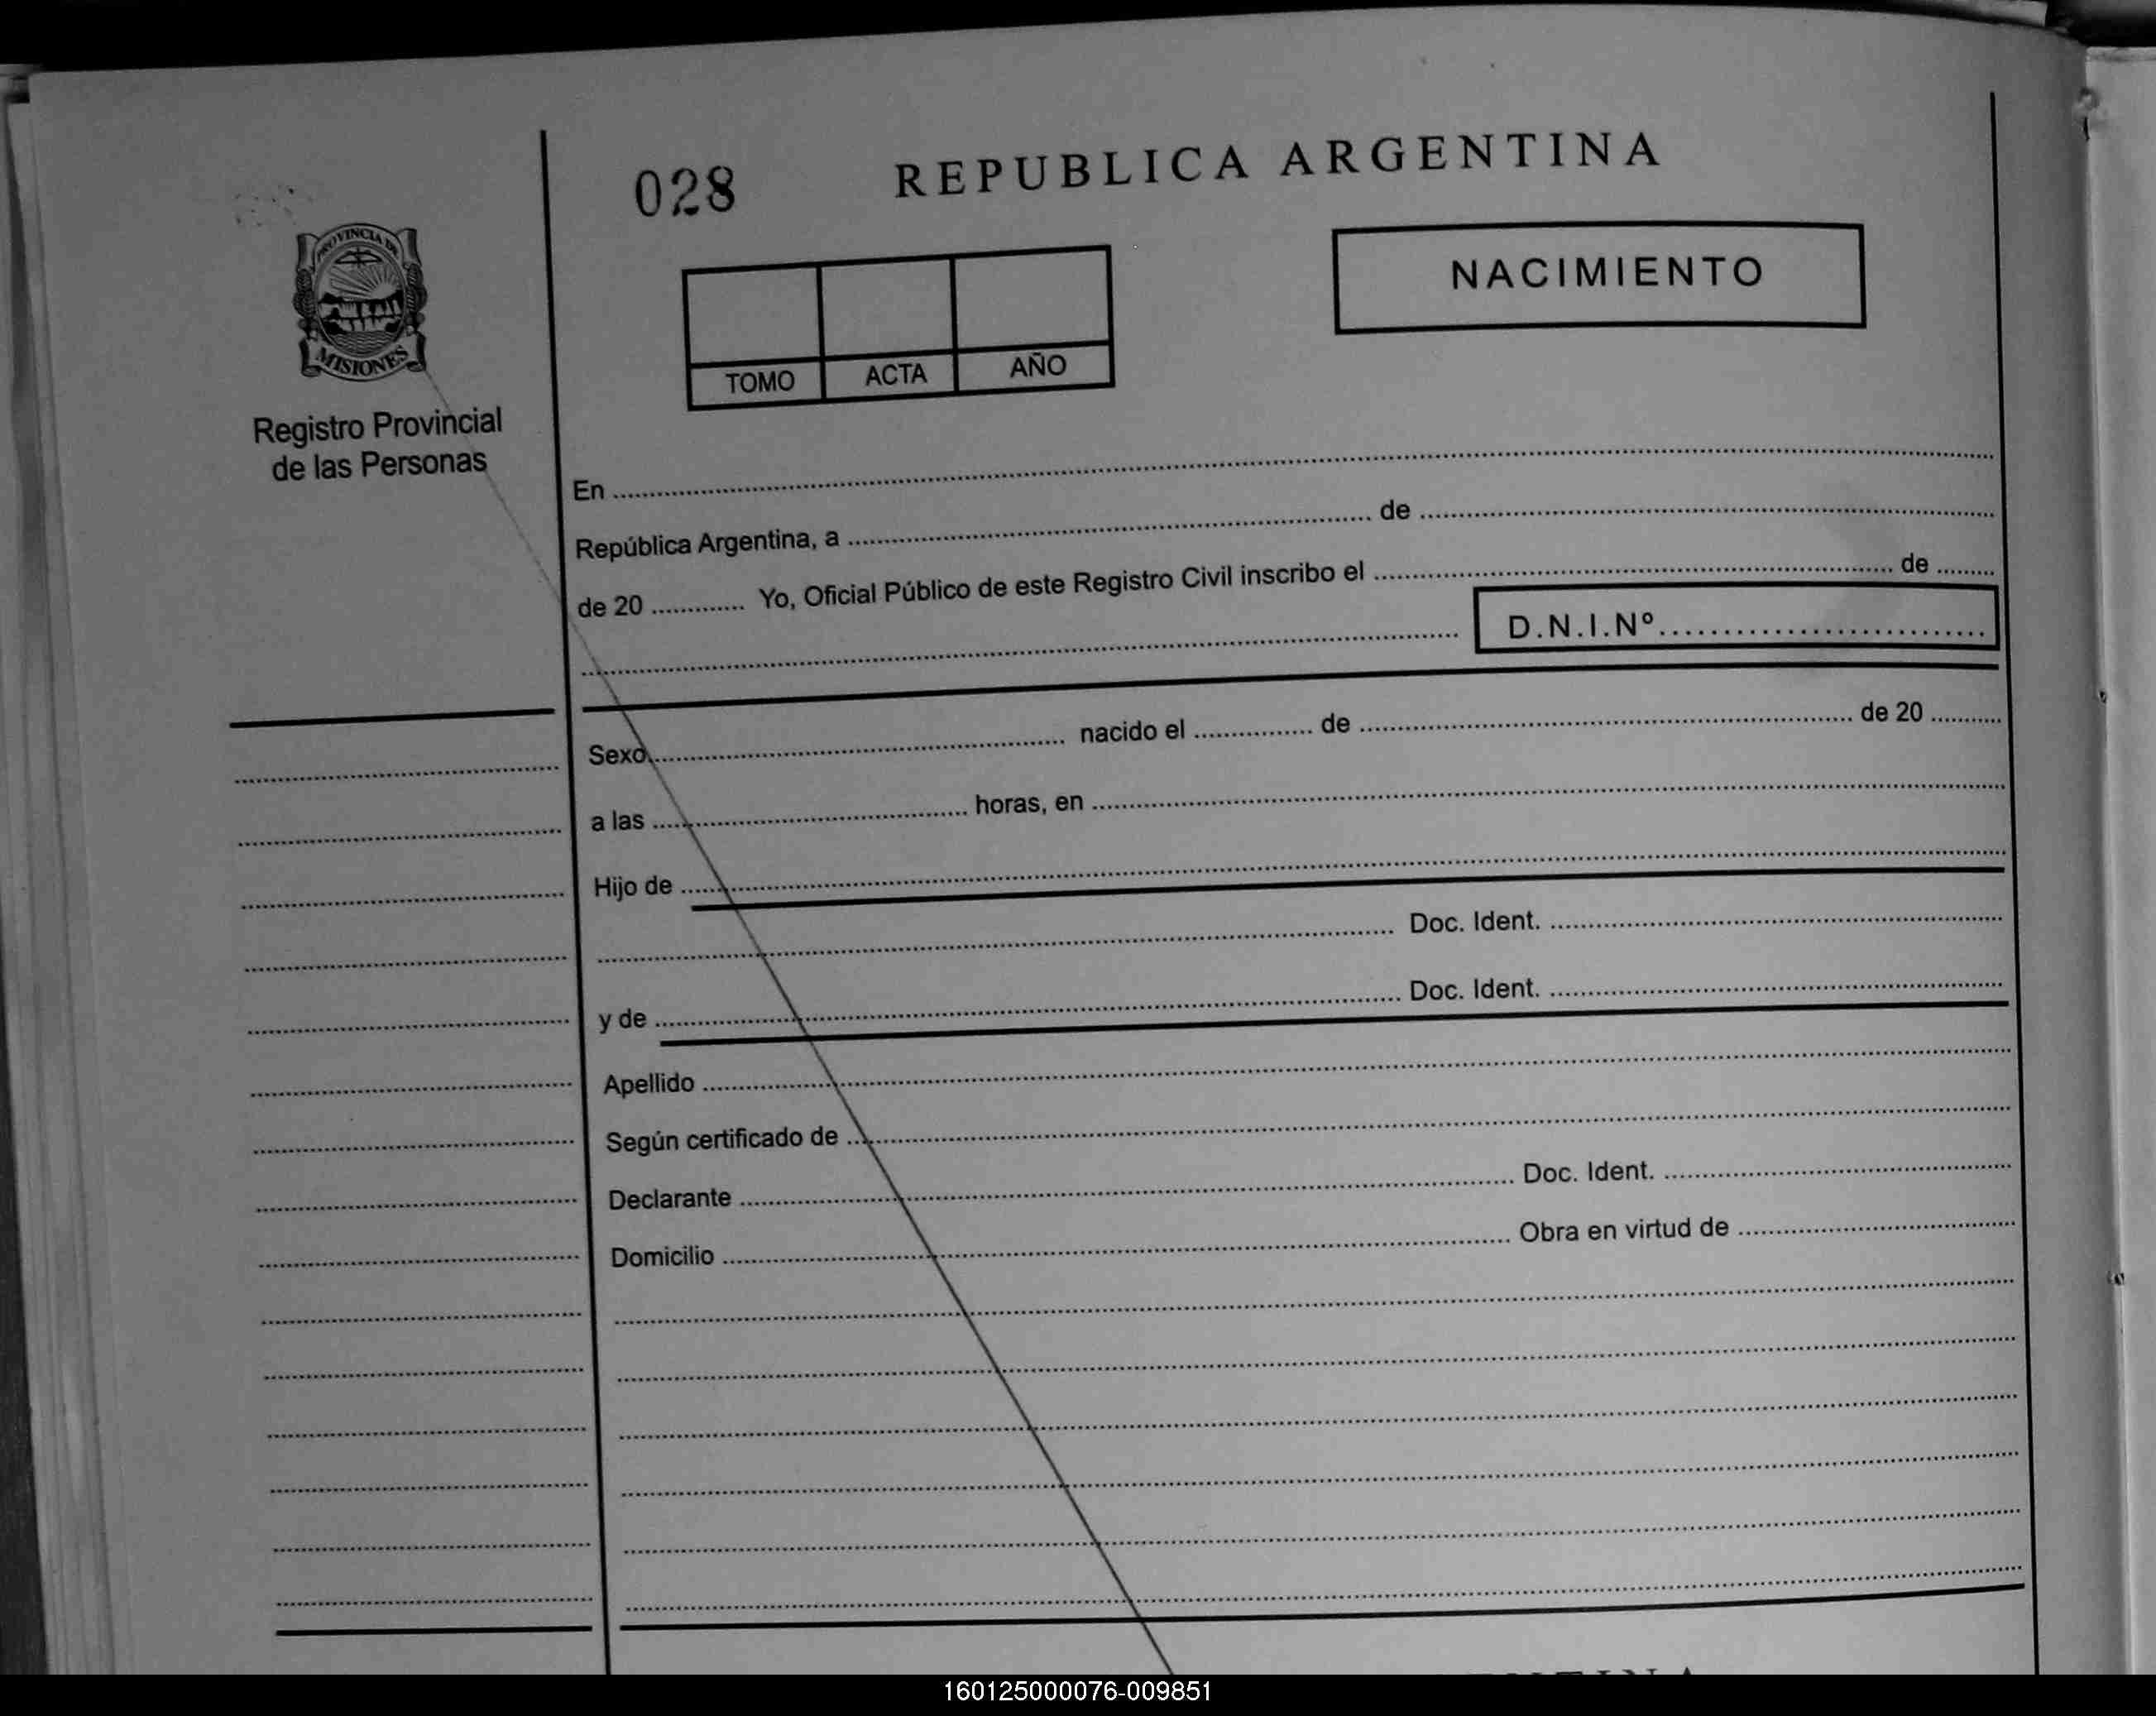 028
REPUBLICA ARGENTINA
PROVINCIA DE
MISIONES
Registro Provincial
de las Personas
NACIMIENTO
TOMO ACTA AÑO
En
República Argentina, a de
de 20 Yo, Oficial Público de este Registro Civil inscribo el de
D.N.I.Nº
Sexo nacido el de de 20
a las horas, en
Hijo de
Doc. Ident.
y de Doc. Ident.
Apellido
Según certificado de
Declarante Doc. Ident.
Domicilio Obra en virtud de
160125000076-009851